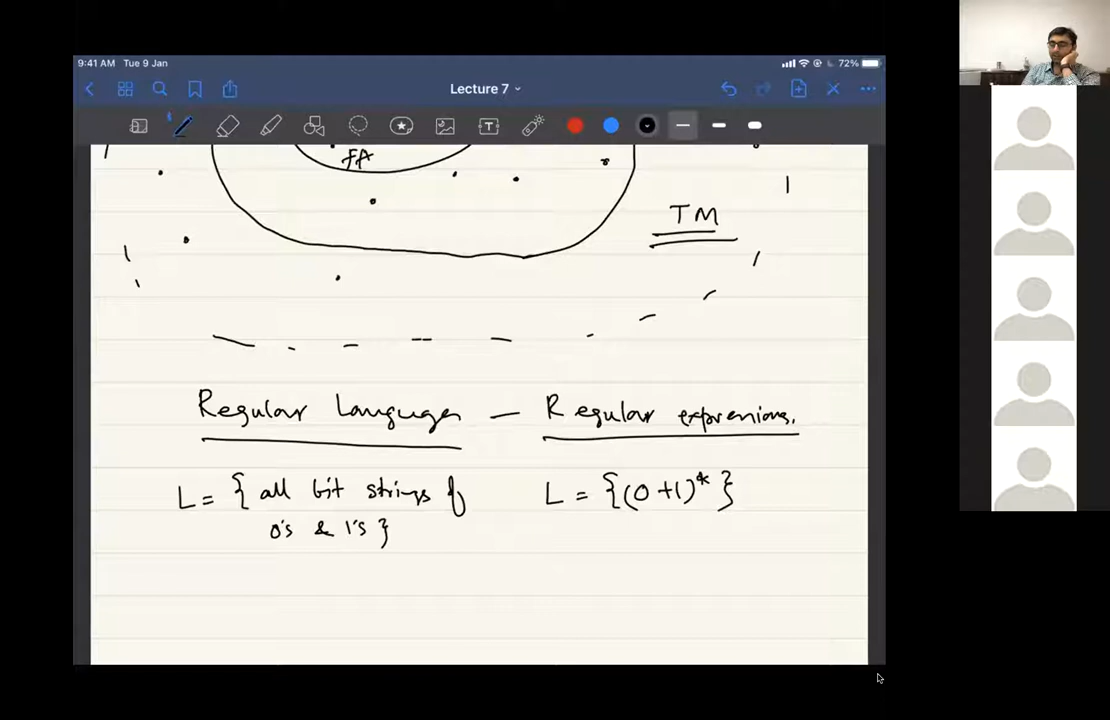 9:41 AM Tue 9 Jan 72%
Lecture 7
FA
TM
Regular Languages — Regular expressions.
L = { all bit strings of L = {(0+1)*}
0's & 1's }